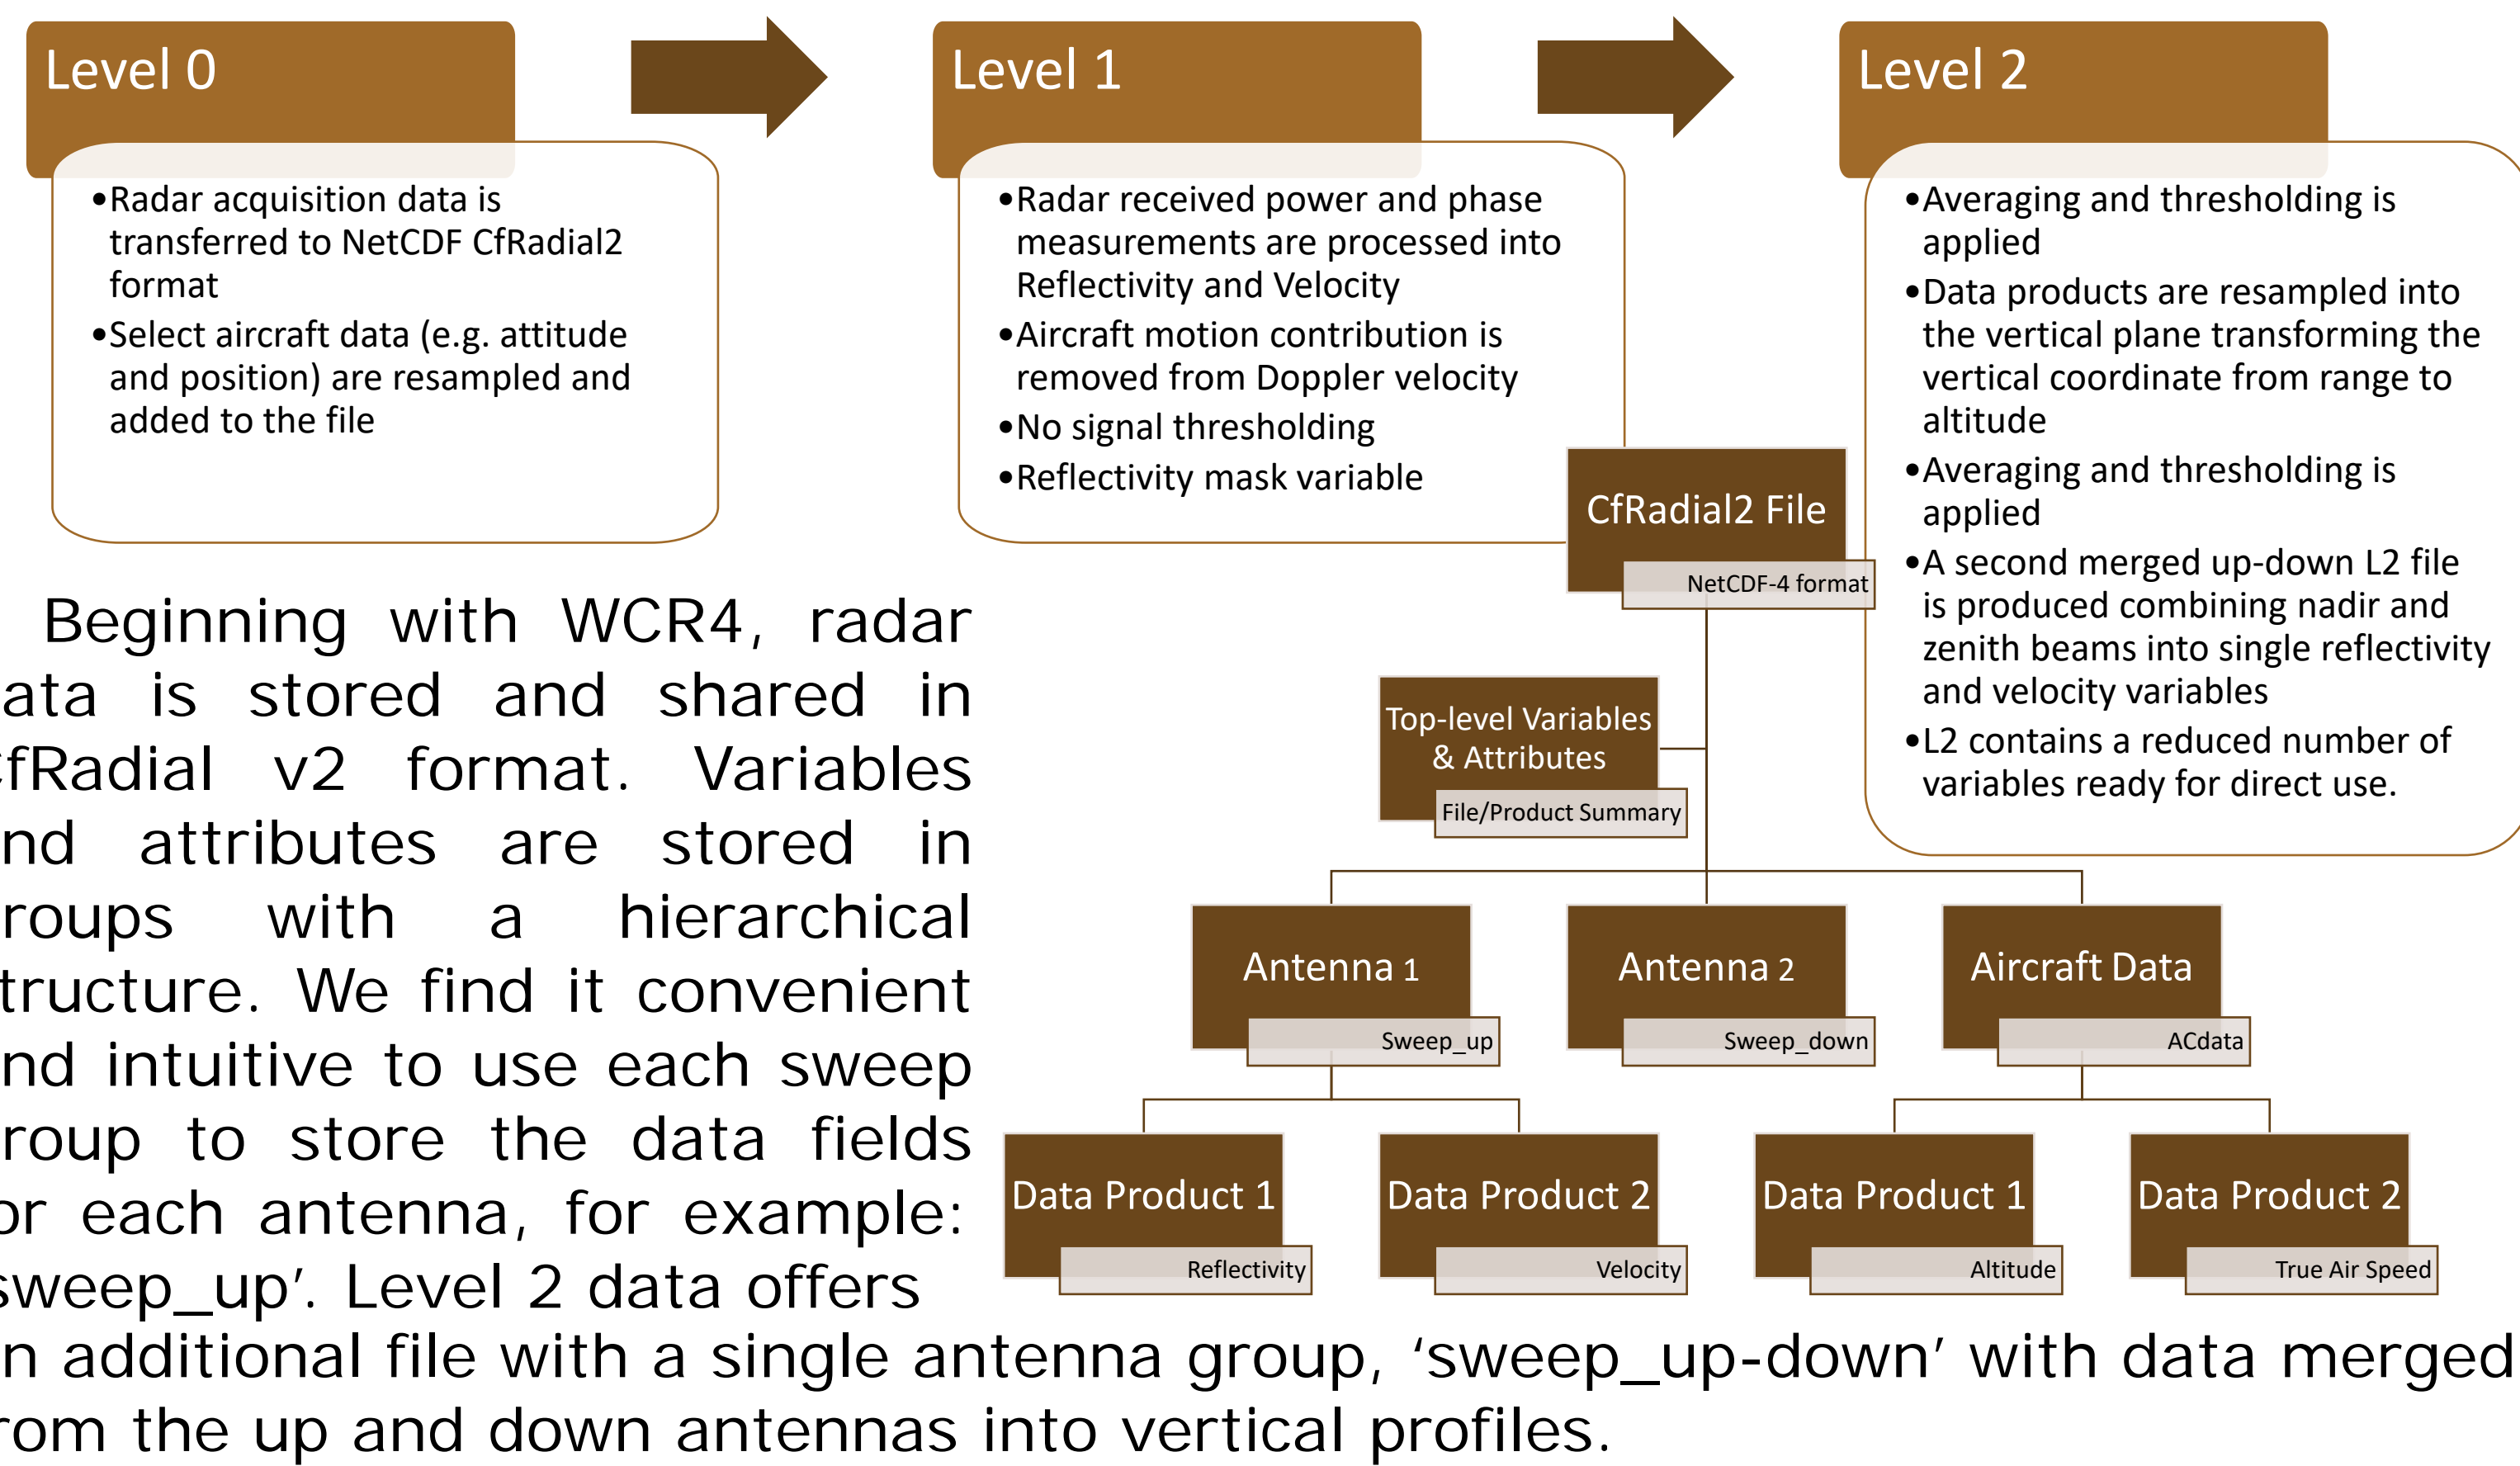 Level 0
•Radar acquisition data is
transferred to NetCDF CfRadial2
format
•Select aircraft data (e.g. attitude
and position) are resampled and
added to the file
Level 1
•Radar received power and phase
measurements are processed into
Reflectivity and Velocity
•Aircraft motion contribution is
removed from Doppler velocity
•No signal thresholding
•Reflectivity mask variable
Level 2
•Averaging and thresholding is
applied
•Data products are resampled into
the vertical plane transforming the
vertical coordinate from range to
altitude
•Averaging and thresholding is
applied
•A second merged up-down L2 file
is produced combining nadir and
zenith beams into single reflectivity
and velocity variables
•L2 contains a reduced number of
variables ready for direct use.
Beginning with WCR4, radar
ata is stored and shared in
CfRadial v2 format. Variables
nd attributes are stored in
roups with a hierarchical
tructure. We find it convenient
nd intuitive to use each sweep
roup to store the data fields
or each antenna, for example:
sweep_up’. Level 2 data offers
n additional file with a single antenna group, ‘sweep_up-down’ with data merged
rom the up and down antennas into vertical profiles.
CfRadial2 File
NetCDF-4 format
Top-level Variables
& Attributes
File/Product Summary
Antenna 1
Sweep_up
Antenna 2
Sweep_down
Aircraft Data
ACdata
Data Product 1
Reflectivity
Data Product 2
Velocity
Data Product 1
Altitude
Data Product 2
True Air Speed